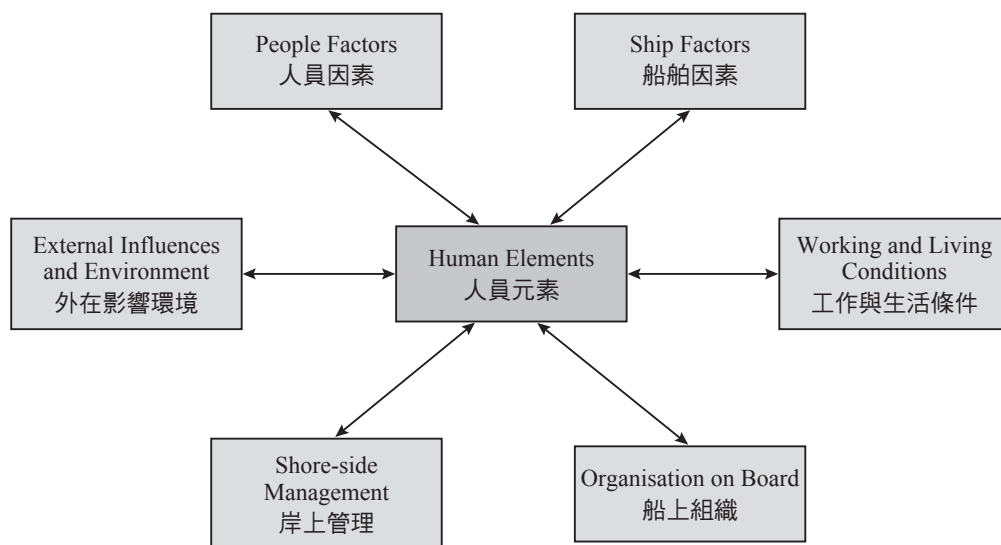 People Factors
人員因素
Ship Factors
船舶因素
External Influences
and Environment
外在影響環境
Human Elements
人員元素
Working and Living
Conditions
工作與生活條件
Shore-side
Management
岸上管理
Organisation on Board
船上組織